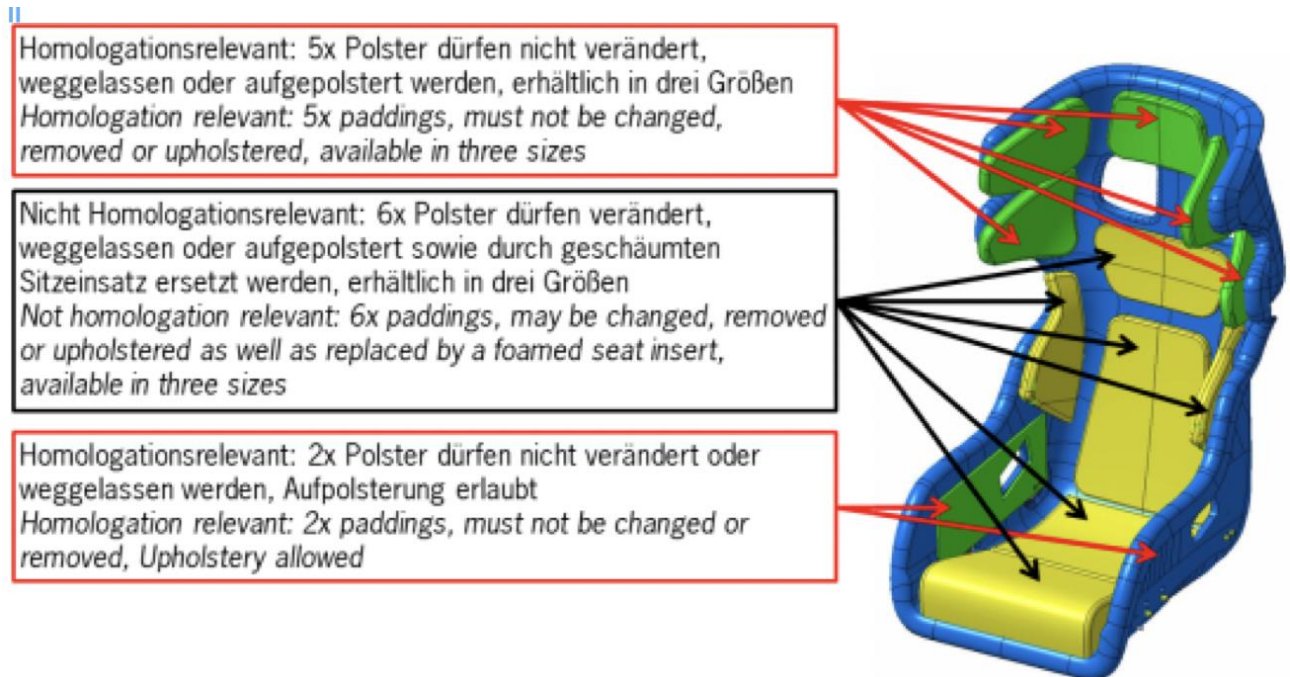 Homologationsrelevant: 5x Polster dürfen nicht verändert,
weggelassen oder aufgepolstert werden, erhältlich in drei Größen
Homologation relevant: 5x paddings, must not be changed,
removed or upholstered, available in three sizes
Nicht Homologationsrelevant: 6x Polster dürfen verändert,
weggelassen oder aufgepolstert sowie durch geschäumten
Sitzeinsatz ersetzt werden, erhältlich in drei Größen
Not homologation relevant: 6x paddings, may be changed, removed
or upholstered as well as replaced by a foamed seat insert,
available in three sizes
Homologationsrelevant: 2x Polster dürfen nicht verändert oder
weggelassen werden, Aufpolsterung erlaubt
Homologation relevant: 2x paddings, must not be changed or
removed, Upholstery allowed